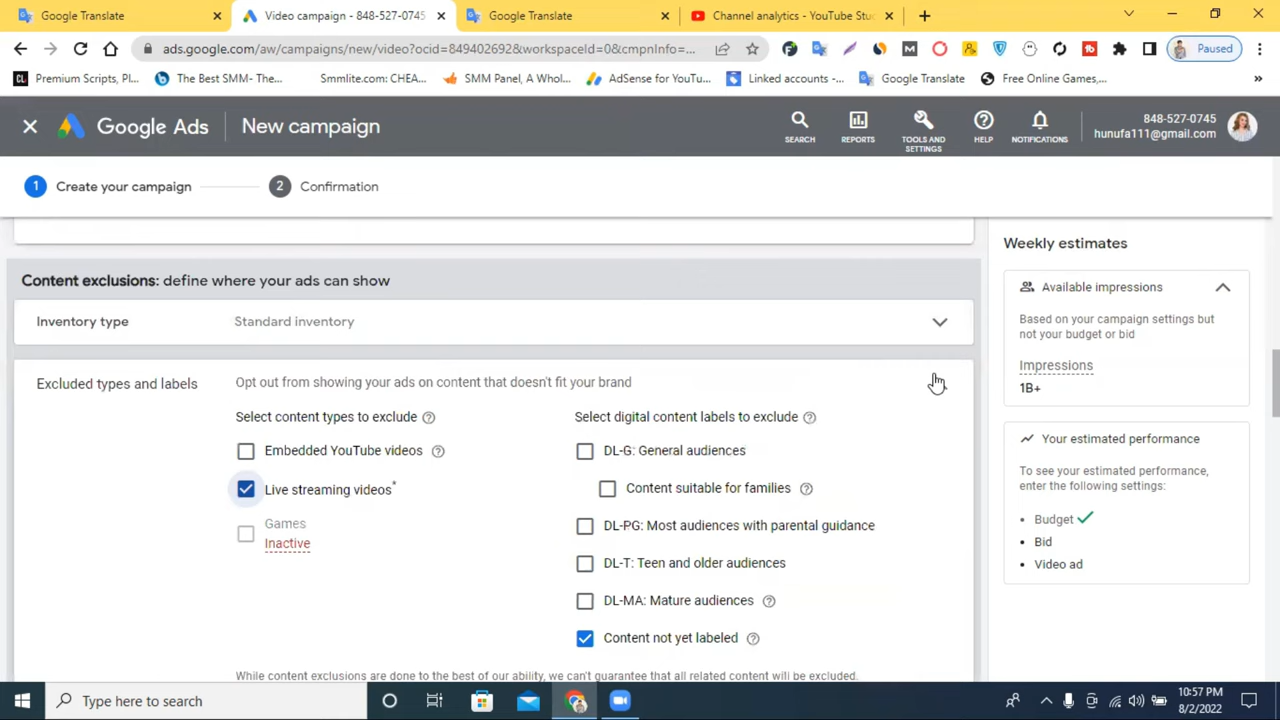 Google Translate
Video campaign - 848-527-0745
Google Translate
Channel analytics - YouTube Stu
ads.google.com/aw/campaigns/new/video?ocid=849402692&workspaceId=0&cmpnInfo=...
Paused
Premium Scripts, Pl...
The Best SMM- The...
Smmlite.com: CHEA...
SMM Panel, A Whol...
AdSense for YouTu...
Linked accounts -...
Google Translate
Free Online Games,...
Google Ads
New campaign
SEARCH
REPORTS
TOOLS AND
SETTINGS
HELP
NOTIFICATIONS
848-527-0745
hunufa111@gmail.com
1 Create your campaign
2 Confirmation
Content exclusions: define where your ads can show
Inventory type Standard inventory
Excluded types and labels
Opt out from showing your ads on content that doesn't fit your brand
Select content types to exclude
Embedded YouTube videos
Live streaming videos*
Games
Inactive
Select digital content labels to exclude
DL-G: General audiences
Content suitable for families
DL-PG: Most audiences with parental guidance
DL-T: Teen and older audiences
DL-MA: Mature audiences
Content not yet labeled
While content exclusions are done to the best of our ability, we can't guarantee that all related content will be excluded.
Weekly estimates
Available impressions
Based on your campaign settings but
not your budget or bid
Impressions
1B+
Your estimated performance
To see your estimated performance,
enter the following settings:
• Budget
• Bid
• Video ad
Type here to search
10:57 PM
8/2/2022